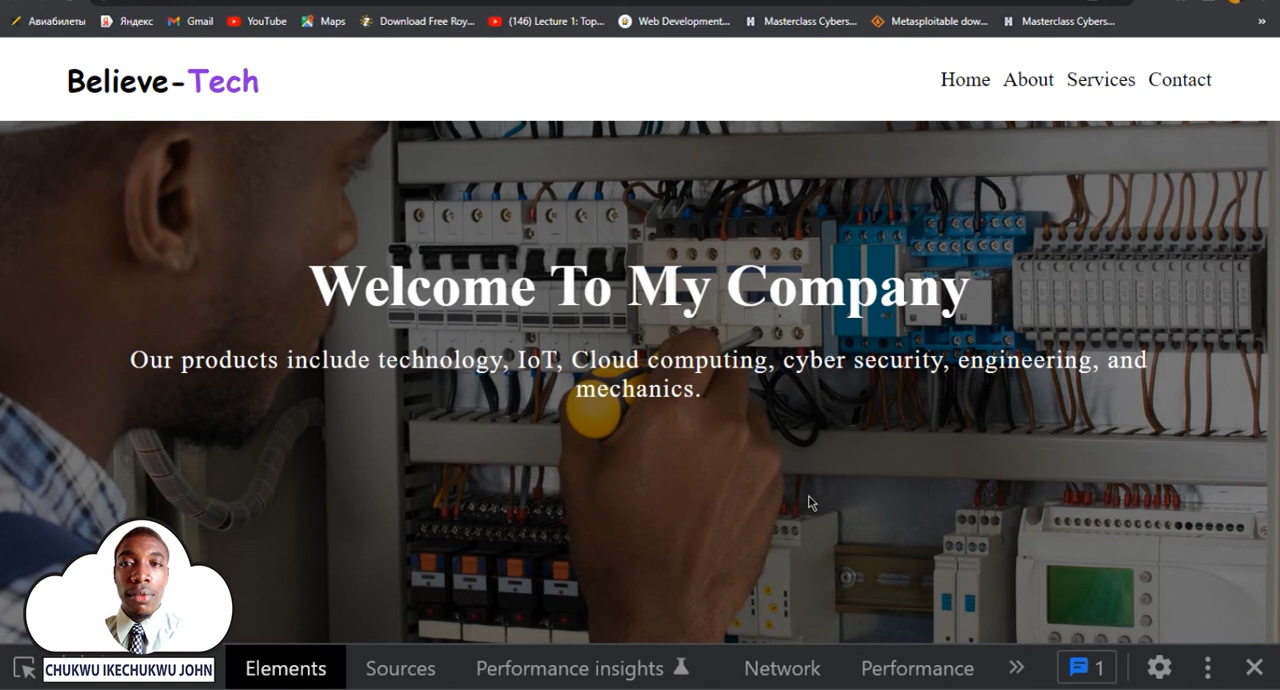 Авиабилеты Яндекс Gmail YouTube Maps Download Free Roy... (146) Lecture 1: Top... Web Development... Masterclass Cybers... Metasploitable dow... Masterclass Cybers... »
Believe-Tech
Home About Services Contact
Welcome To My Company
Our products include technology, IoT, Cloud computing, cyber security, engineering, and
mechanics.
CHUKWU IKECHUKWU JOHN
Elements Sources Performance insights Network Performance » 1